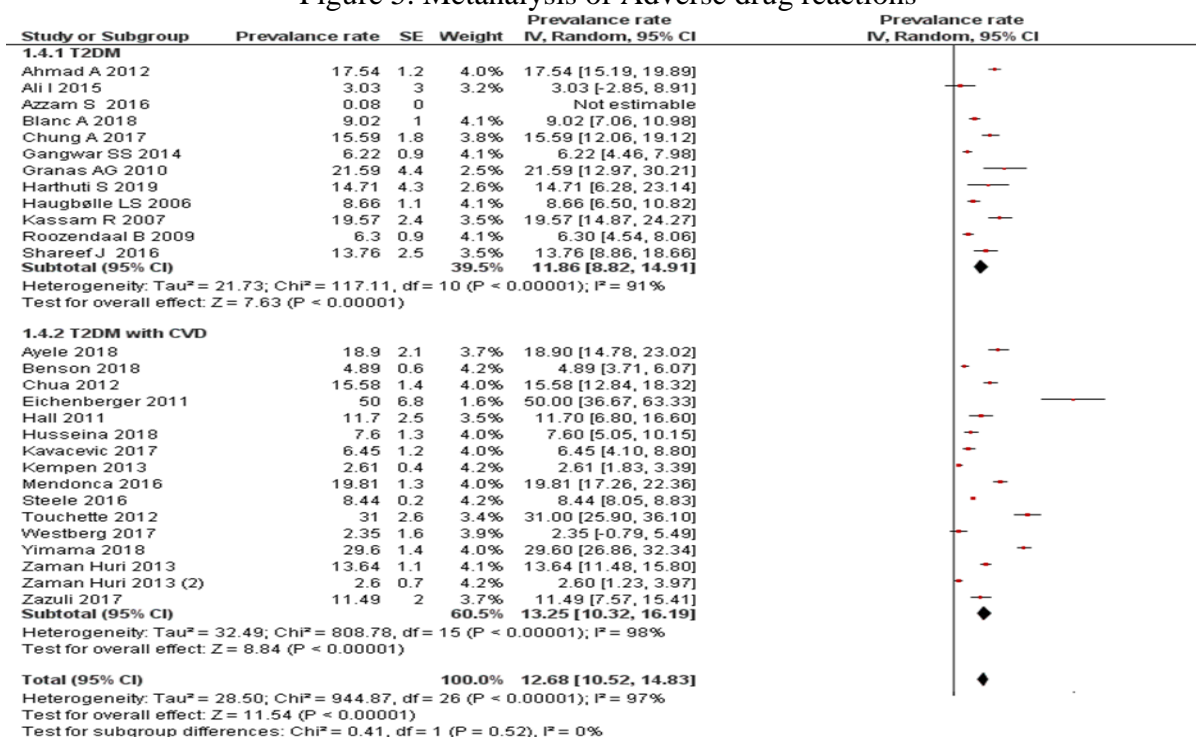 Figure 5. Metanalysis of Adverse drug reactions
Prevalance rate Prevalance rate
Study or Subgroup Prevalance rate SE Weight IV, Random, 95% CI IV, Random, 95% CI
1.4.1 T2DM
Ahmad A 2012 17.54 1.2 4.0% 17.54 [15.19, 19.89]
Ali I 2015 3.03 3 3.2% 3.03 [-2.85, 8.91]
Azzam S 2016 0.08 0 Not estimable
Blanc A 2018 9.02 1 4.1% 9.02 [7.06, 10.98]
Chung A 2017 15.59 1.8 3.8% 15.59 [12.06, 19.12]
Gangwar SS 2014 6.22 0.9 4.1% 6.22 [4.46, 7.98]
Granas AG 2010 21.59 4.4 2.5% 21.59 [12.97, 30.21]
Harthuti S 2019 14.71 4.3 2.6% 14.71 [6.28, 23.14]
Haugbølle LS 2006 8.66 1.1 4.1% 8.66 [6.50, 10.82]
Kassam R 2007 19.57 2.4 3.5% 19.57 [14.87, 24.27]
Roozendaal B 2009 6.3 0.9 4.1% 6.30 [4.54, 8.06]
Shareef J 2016 13.76 2.5 3.5% 13.76 [8.86, 18.66]
Subtotal (95% CI) 39.5% 11.86 [8.82, 14.91]
Heterogeneity: Tau² = 21.73; Chi² = 117.11, df = 10 (P < 0.00001); I² = 91%
Test for overall effect: Z = 7.63 (P < 0.00001)
1.4.2 T2DM with CVD
Ayele 2018 18.9 2.1 3.7% 18.90 [14.78, 23.02]
Benson 2018 4.89 0.6 4.2% 4.89 [3.71, 6.07]
Chua 2012 15.58 1.4 4.0% 15.58 [12.84, 18.32]
Eichenberger 2011 50 6.8 1.6% 50.00 [36.67, 63.33]
Hall 2011 11.7 2.5 3.5% 11.70 [6.80, 16.60]
Husseina 2018 7.6 1.3 4.0% 7.60 [5.05, 10.15]
Kavacevic 2017 6.45 1.2 4.0% 6.45 [4.10, 8.80]
Kempen 2013 2.61 0.4 4.2% 2.61 [1.83, 3.39]
Mendonca 2016 19.81 1.3 4.0% 19.81 [17.26, 22.36]
Steele 2016 8.44 0.2 4.2% 8.44 [8.05, 8.83]
Touchette 2012 31 2.6 3.4% 31.00 [25.90, 36.10]
Westberg 2017 2.35 1.6 3.9% 2.35 [-0.79, 5.49]
Yimama 2018 29.6 1.4 4.0% 29.60 [26.86, 32.34]
Zaman Huri 2013 13.64 1.1 4.1% 13.64 [11.48, 15.80]
Zaman Huri 2013 (2) 2.6 0.7 4.2% 2.60 [1.23, 3.97]
Zazuli 2017 11.49 2 3.7% 11.49 [7.57, 15.41]
Subtotal (95% CI) 60.5% 13.25 [10.32, 16.19]
Heterogeneity: Tau² = 32.49; Chi² = 808.78, df = 15 (P < 0.00001); I² = 98%
Test for overall effect: Z = 8.84 (P < 0.00001)
Total (95% CI) 100.0% 12.68 [10.52, 14.83]
Heterogeneity: Tau² = 28.50; Chi² = 944.87, df = 26 (P < 0.00001); I² = 97%
Test for overall effect: Z = 11.54 (P < 0.00001)
Test for subgroup differences: Chi² = 0.41, df = 1 (P = 0.52), I² = 0%